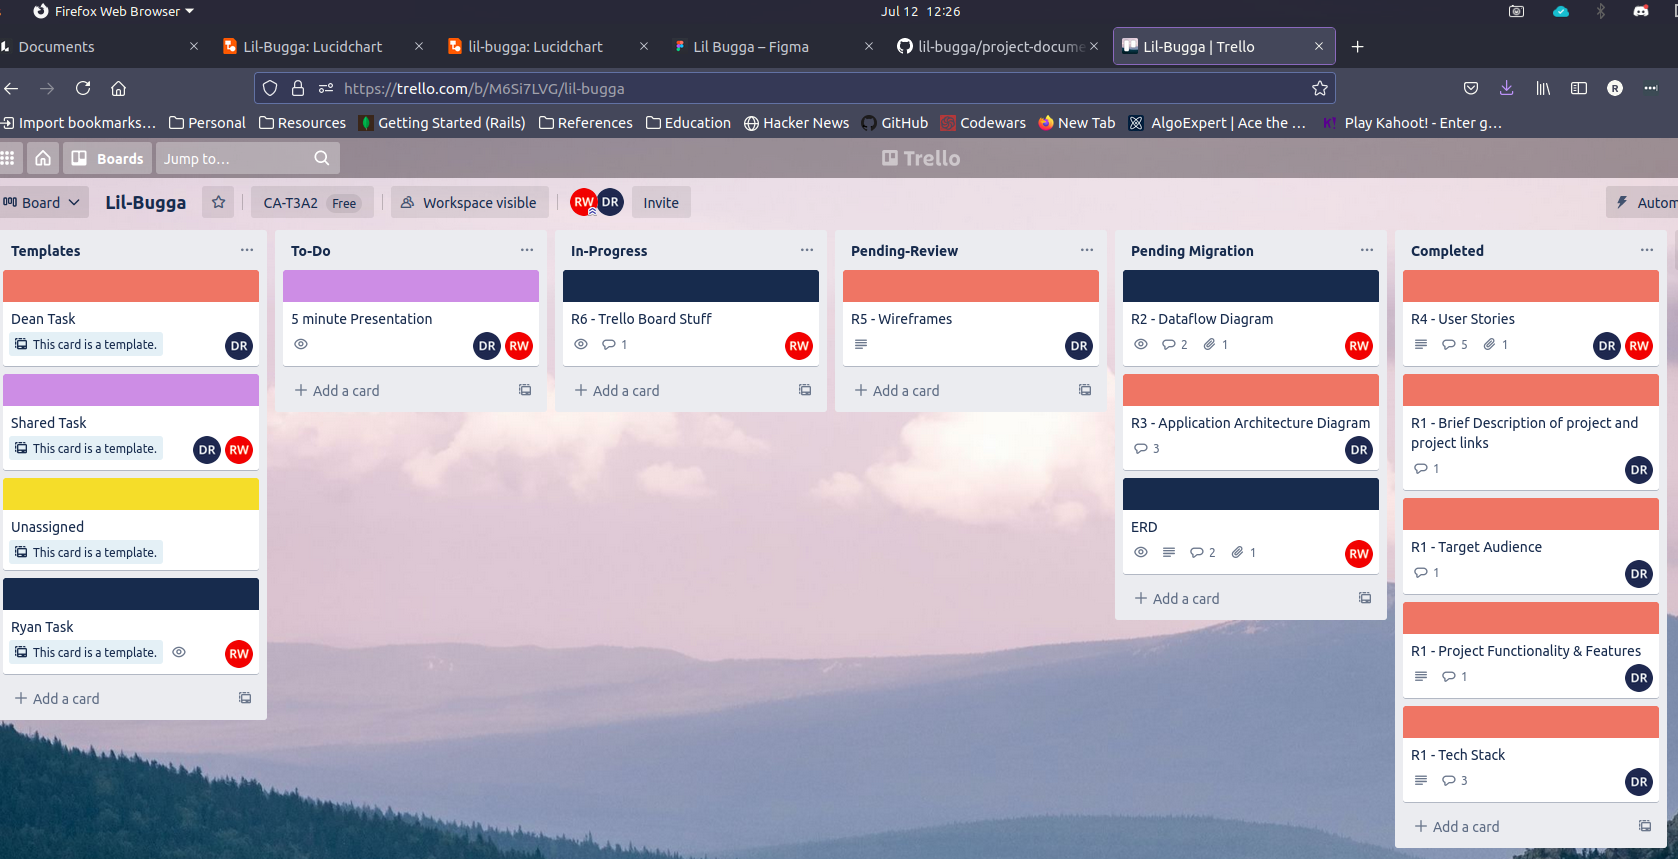 Firefox Web Browser
Jul 12 12:26
Documents
Lil-Bugga: Lucidchart
lil-bugga: Lucidchart
Lil Bugga – Figma
lil-bugga/project-docume
Lil-Bugga | Trello
https://trello.com/b/M6Si7LVG/lil-bugga
R
Import bookmarks...
Personal
Resources
Getting Started (Rails)
References
Education
Hacker News
GitHub
Codewars
New Tab
AlgoExpert | Ace the ...
K!
Play Kahoot! - Enter g...
Boards
Jump to...
Trello
Board
Lil-Bugga
CA-T3A2 Free
Workspace visible
RW
DR
Invite
Autom
Templates
Dean Task
This card is a template.
DR
Shared Task
This card is a template.
DR
RW
Unassigned
This card is a template.
Ryan Task
This card is a template.
RW
+ Add a card
To-Do
5 minute Presentation
DR
RW
+ Add a card
In-Progress
R6 - Trello Board Stuff
1
RW
+ Add a card
Pending-Review
R5 - Wireframes
DR
+ Add a card
Pending Migration
R2 - Dataflow Diagram
2 1
RW
R3 - Application Architecture Diagram
3
DR
ERD
2 1
RW
+ Add a card
Completed
R4 - User Stories
5 1
DR
RW
R1 - Brief Description of project and
project links
1
DR
R1 - Target Audience
1
DR
R1 - Project Functionality & Features
1
DR
R1 - Tech Stack
3
DR
+ Add a card